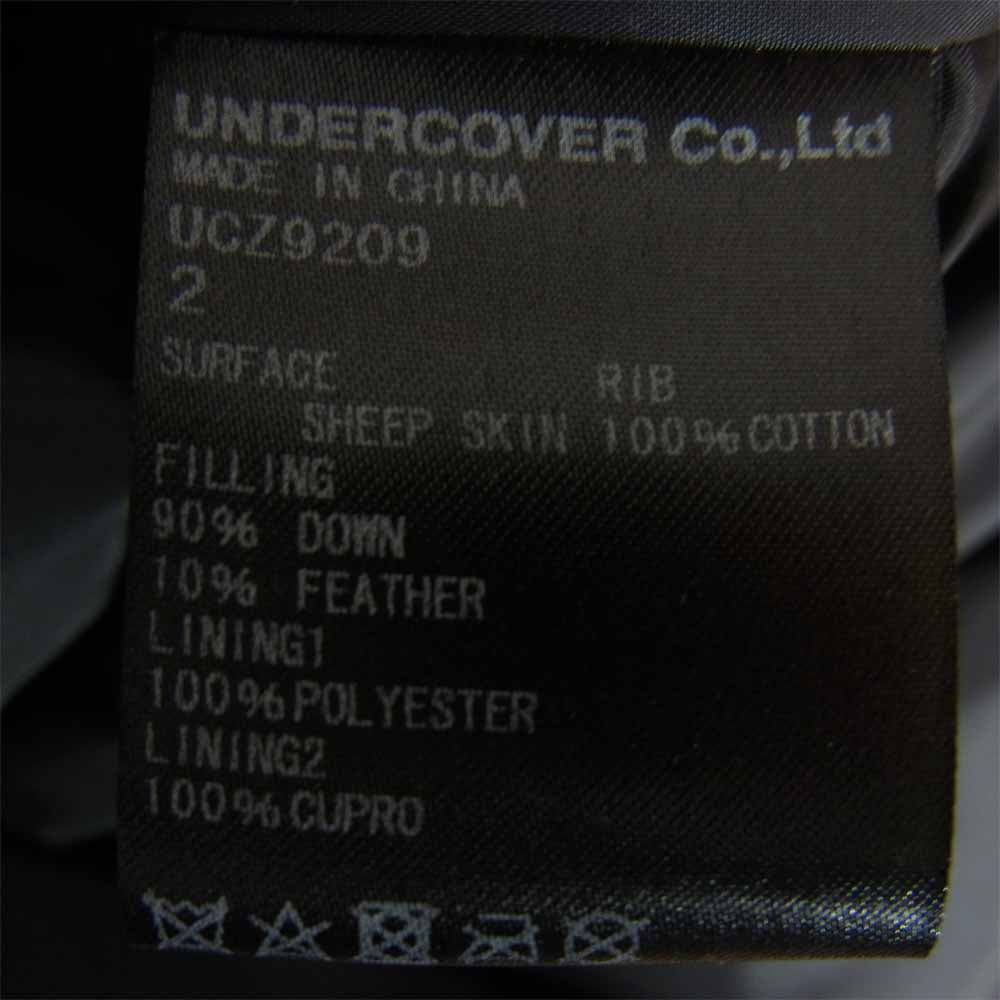 UNDERCOVER Co.,Ltd
MADE IN CHINA
UCZ9209
2
SURFACE RIB
SHEEP SKIN 100%COTTON
FILLING
90% DOWN
10% FEATHER
LINING1
100%POLYESTER
LINING2
100%CUPRO